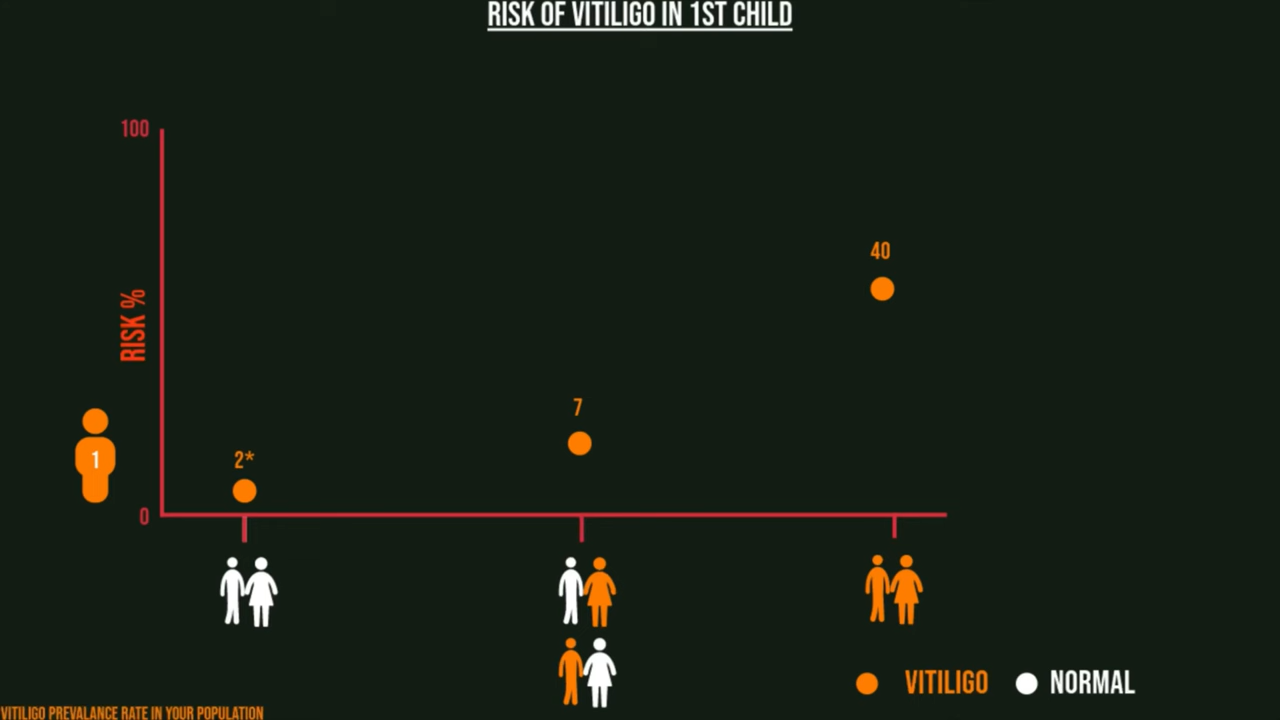 RISK OF VITILIGO IN 1ST CHILD
100
40
RISK %
7
1
2*
0
VITILIGO NORMAL
VITILIGO PREVALANCE RATE IN YOUR POPULATION